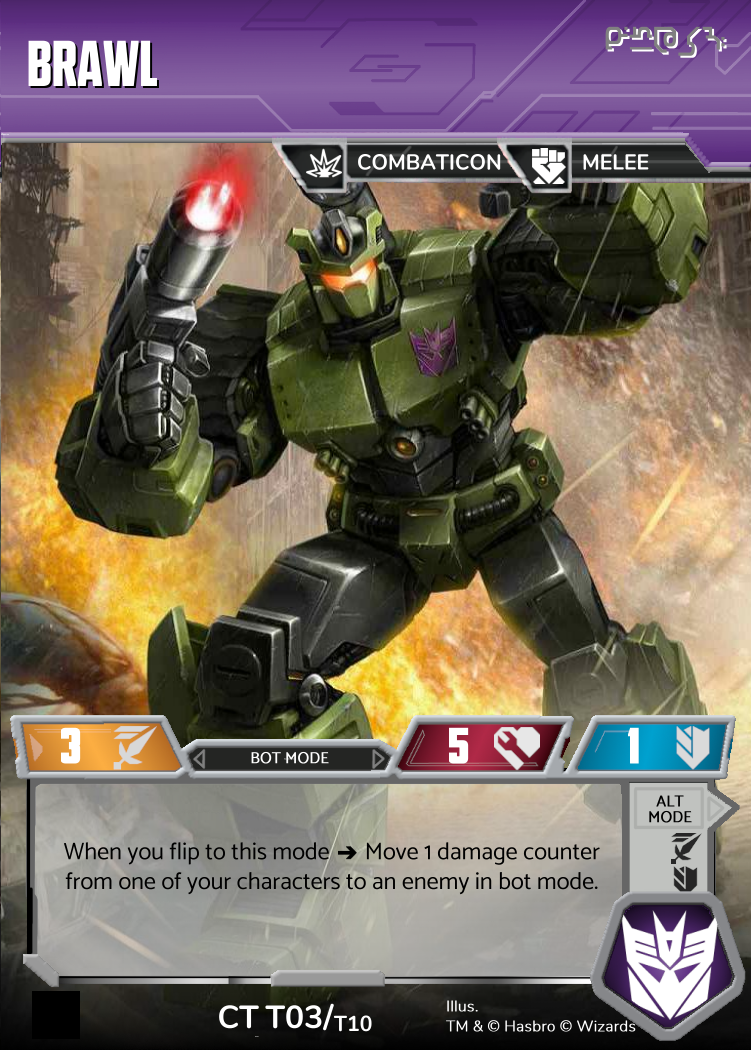 BRAWL
COMBATICON
MELEE
3
BOT MODE
5
1
ALT
MODE
When you flip to this mode ➔ Move 1 damage counter
from one of your characters to an enemy in bot mode.
CT T03/T10
Illus.
TM & © Hasbro © Wizards